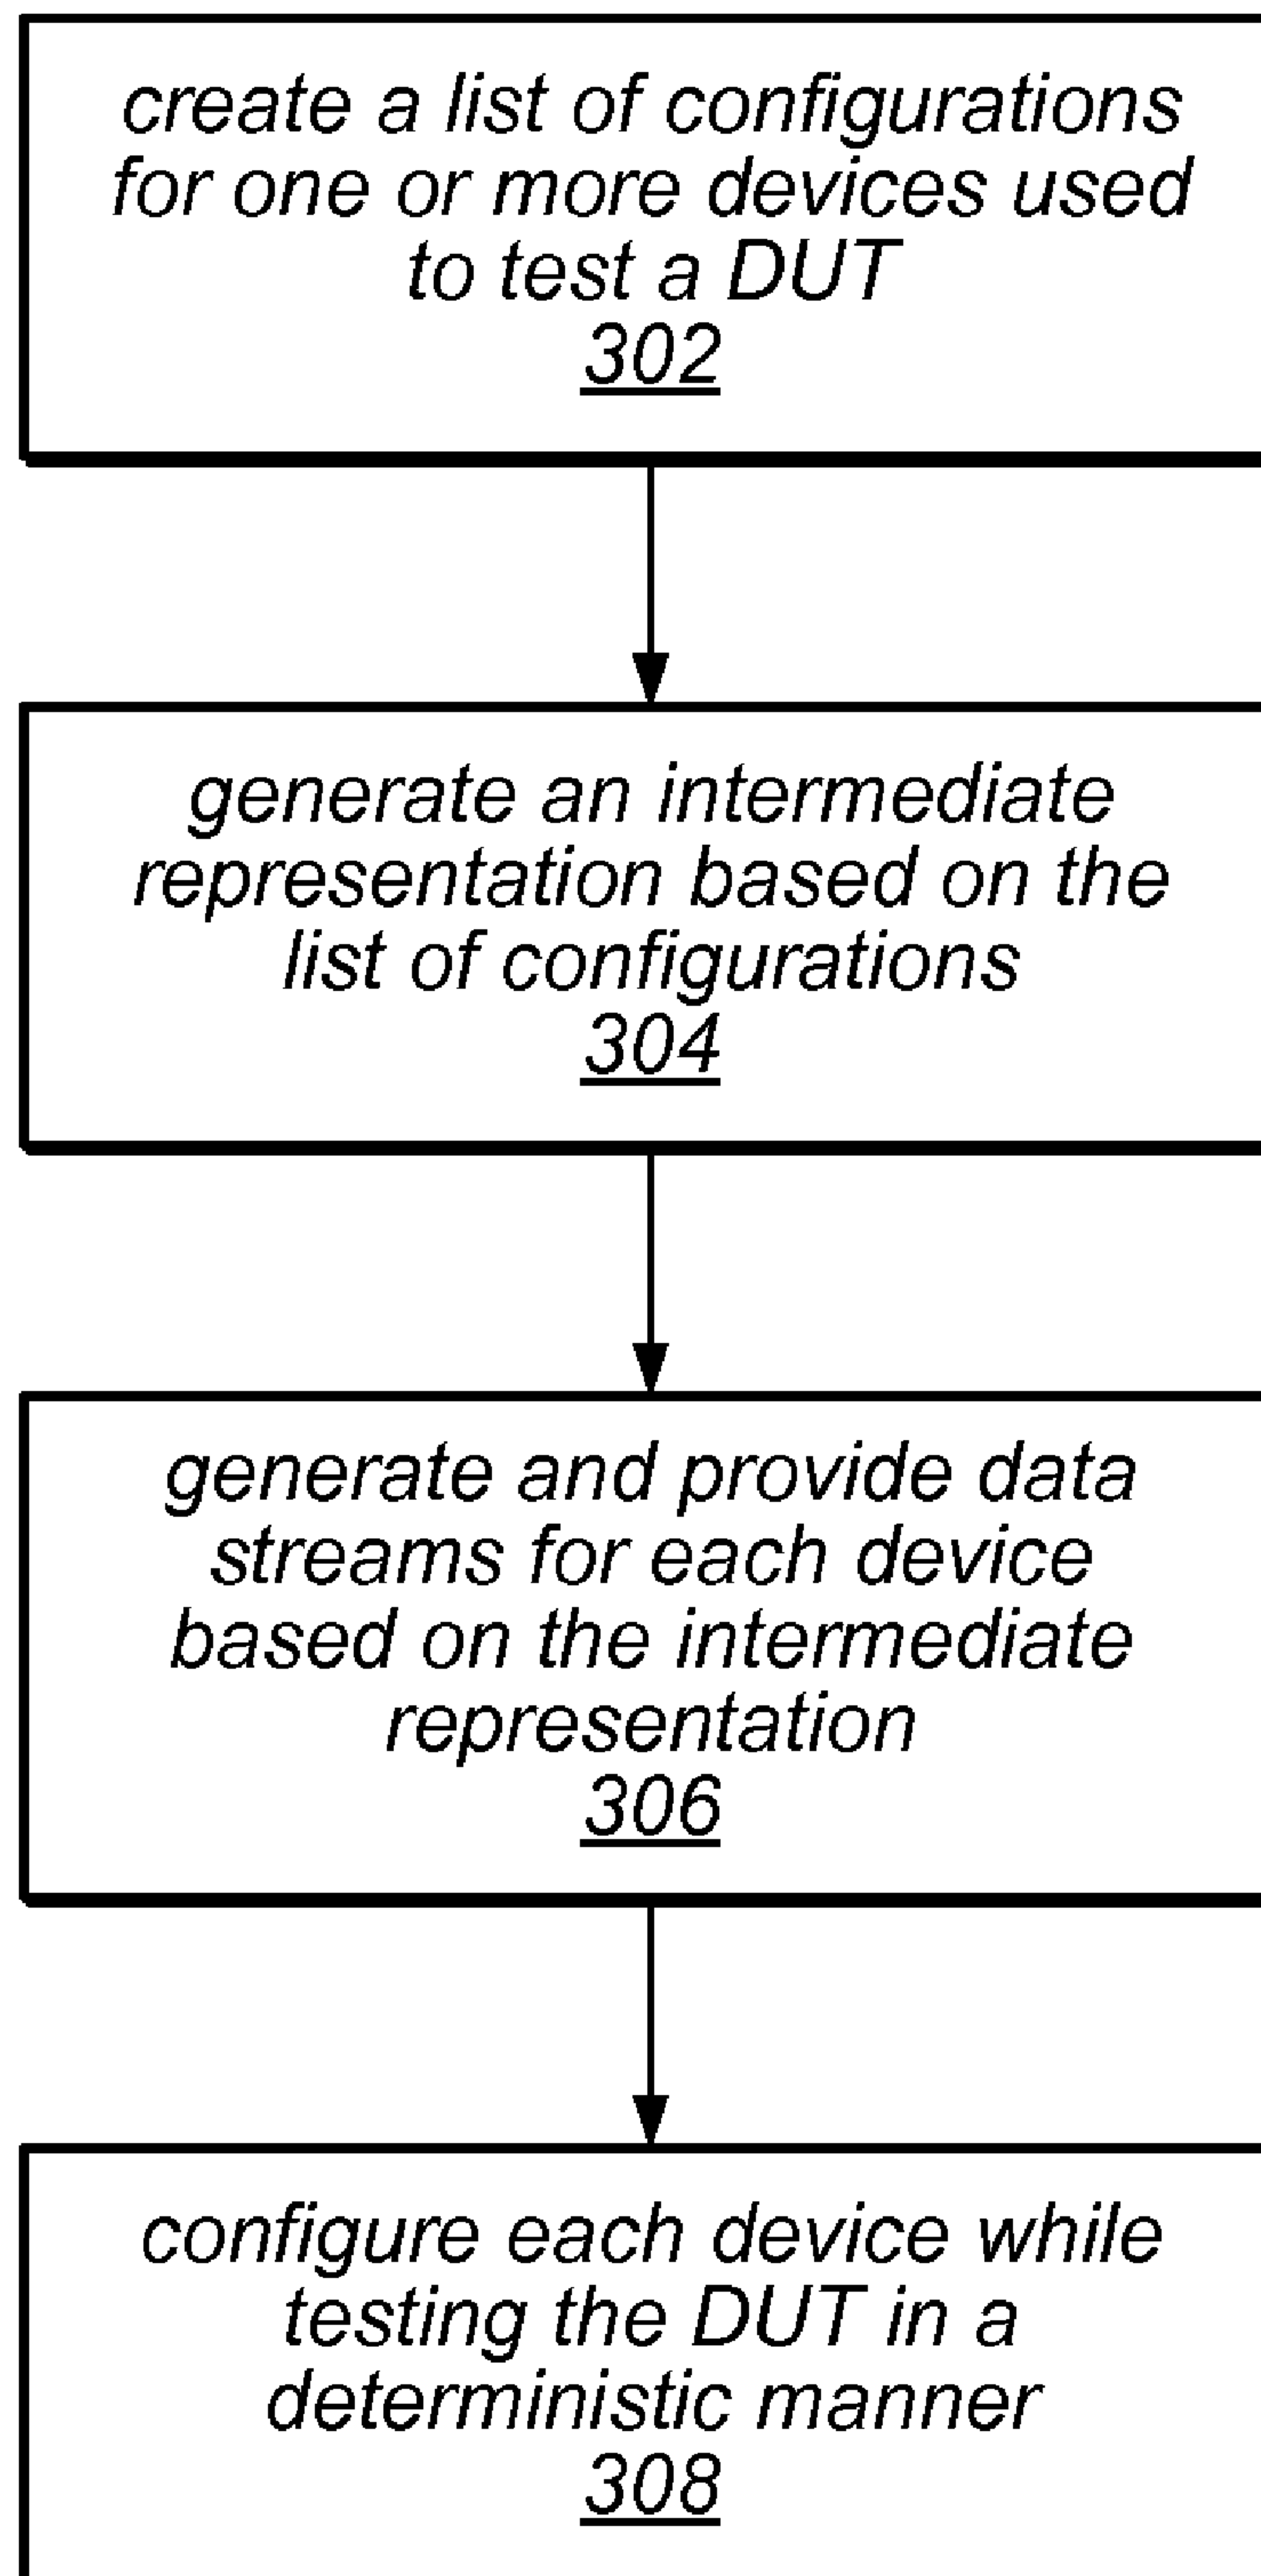 create a list of configurations
for one or more devices used
to test a DUT
302
generate an intermediate
representation based on the
list of configurations
304
generate and provide data
streams for each device
based on the intermediate
representation
306
configure each device while
testing the DUT in a
deterministic manner
308